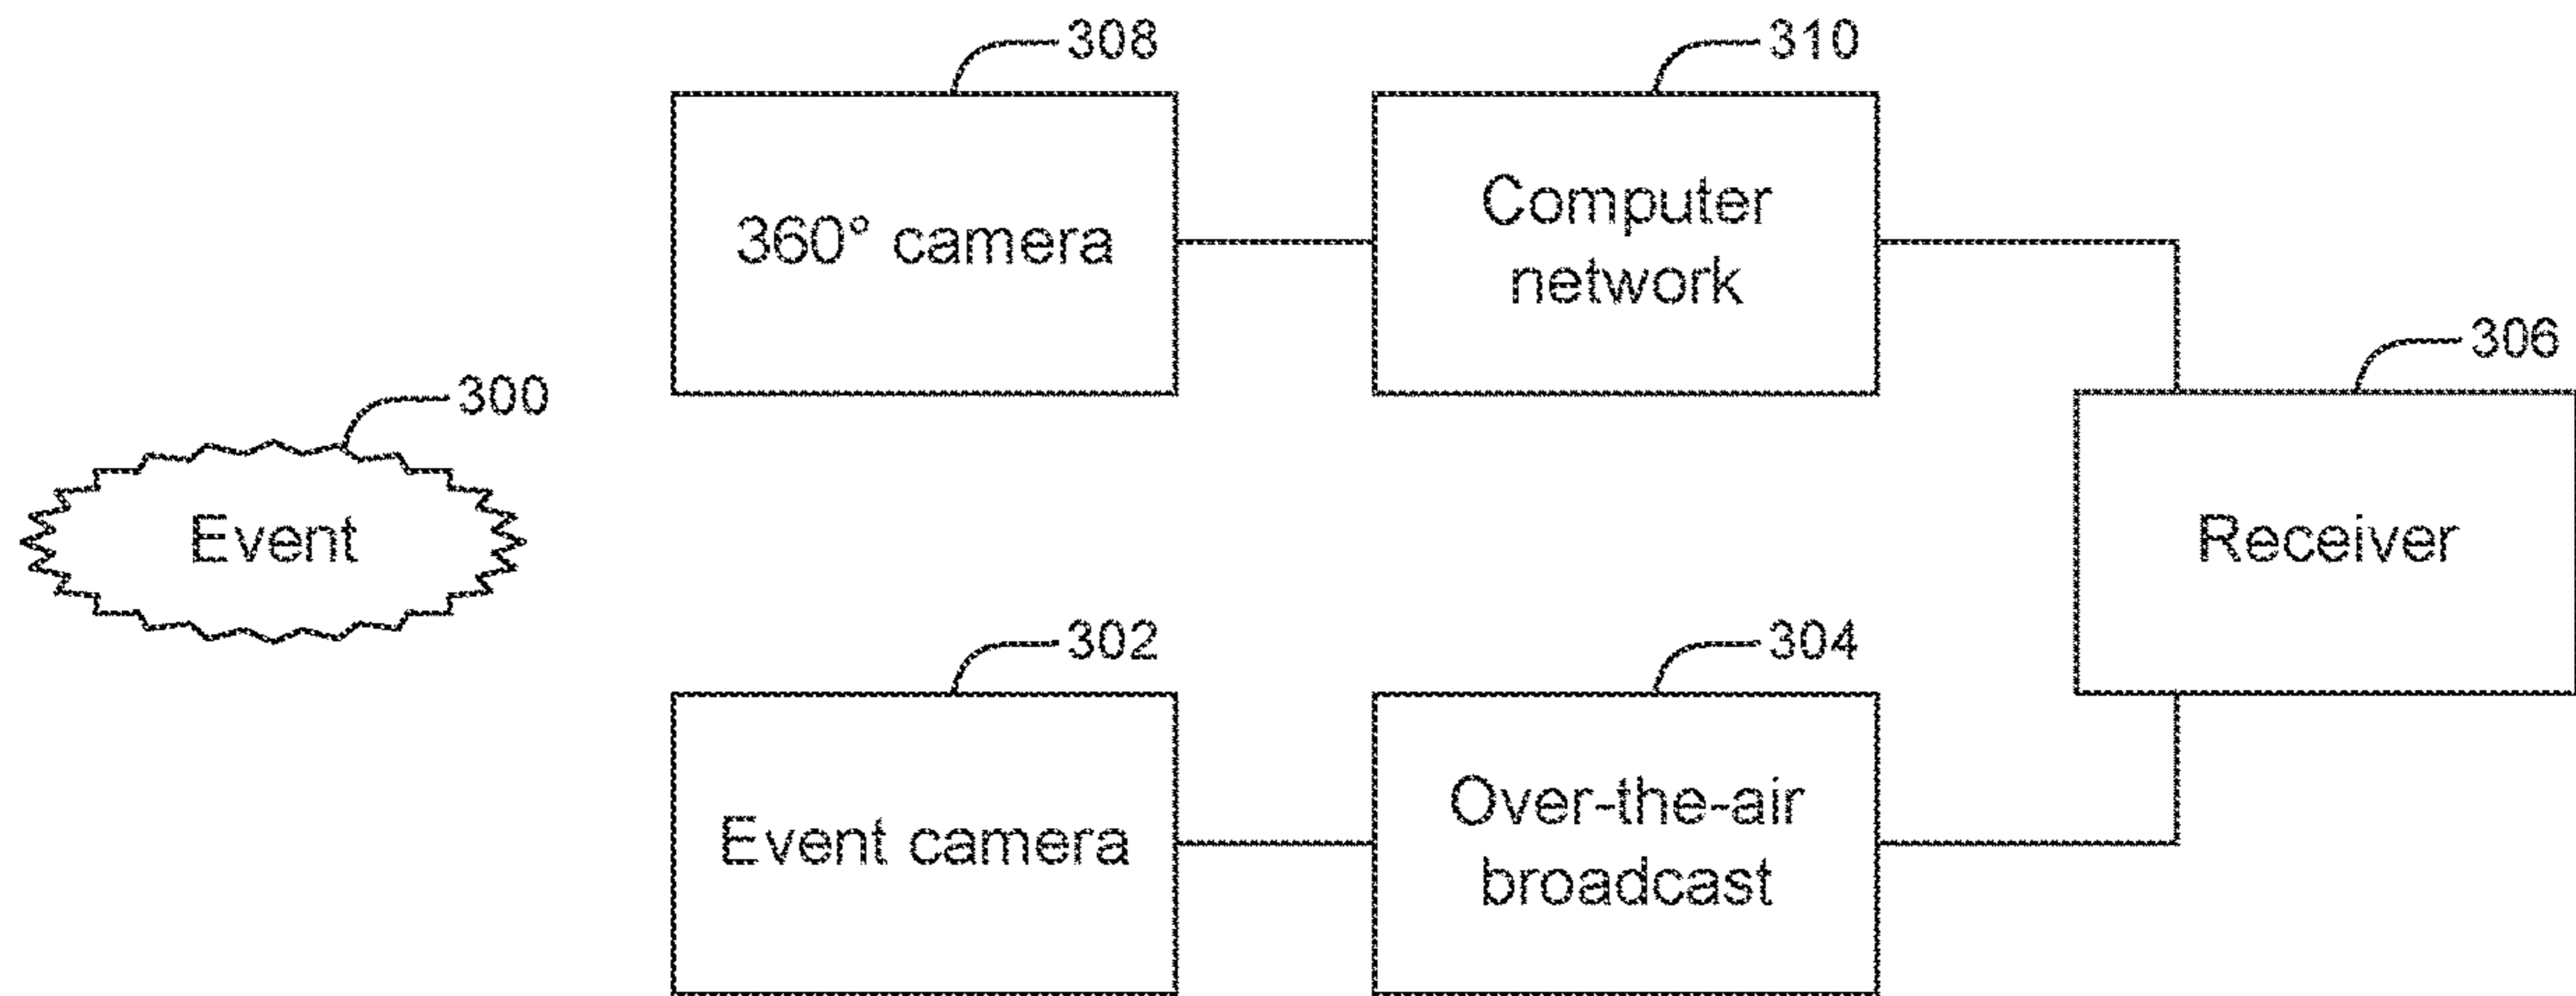 308
310
360° camera
Computer
network
306
300
Event
Receiver
302
304
Event camera
Over-the-air
broadcast